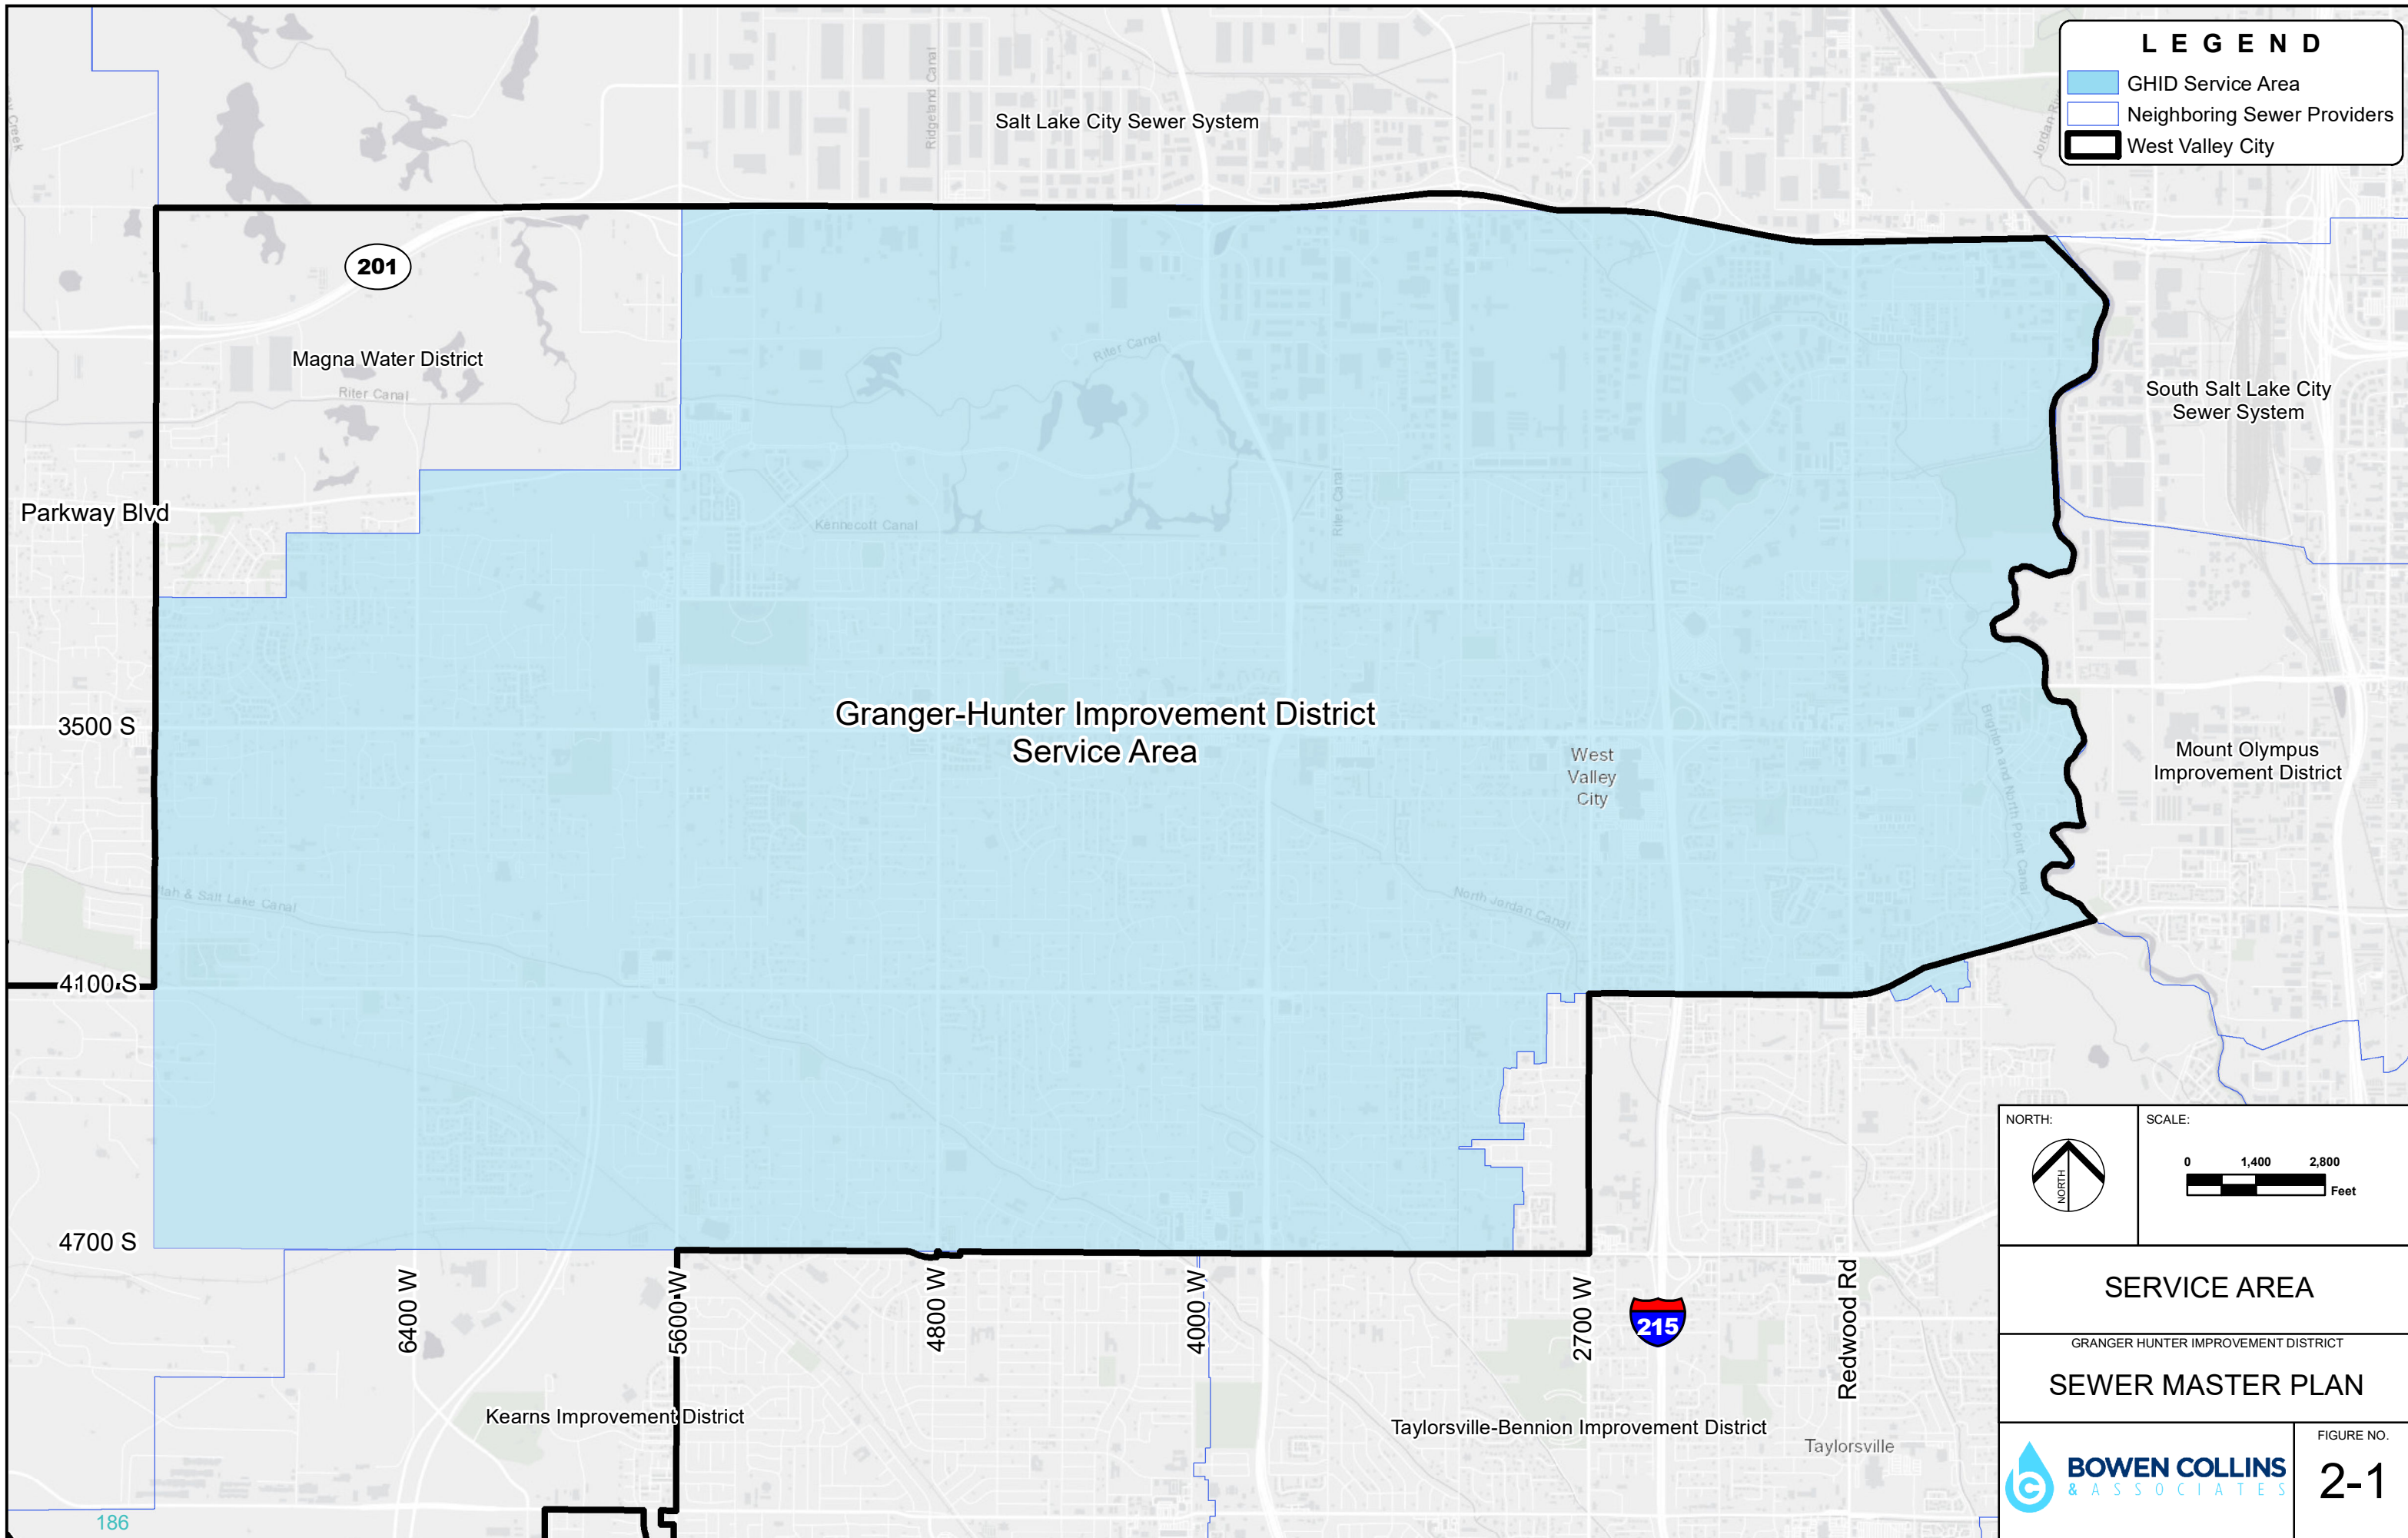 L E G E N D
GHID Service Area
Neighboring Sewer Providers
West Valley City
Ridgeland Canal
Salt Lake City Sewer System
Creek
201
Magna Water District
Riter Canal
Riter Canal
Riter Canal
South Salt Lake City
Sewer System
Parkway Blvd
Kennecott Canal
3500 S
Granger-Hunter Improvement District
Service Area
West
Valley
City
Brighton and North Point Canal
Mount Olympus
Improvement District
tah & Salt Lake Canal
North Jordan Canal
4100 S
4700 S
6400 W
5600 W
4800 W
4000 W
2700 W
215
Redwood Rd
Kearns Improvement District
Taylorsville-Bennion Improvement District
Taylorsville
186
NORTH:
NORTH
SCALE:
0 1,400 2,800
Feet
SERVICE AREA
GRANGER HUNTER IMPROVEMENT DISTRICT
SEWER MASTER PLAN
BOWEN COLLINS
& ASSOCIATES
FIGURE NO.
2-1